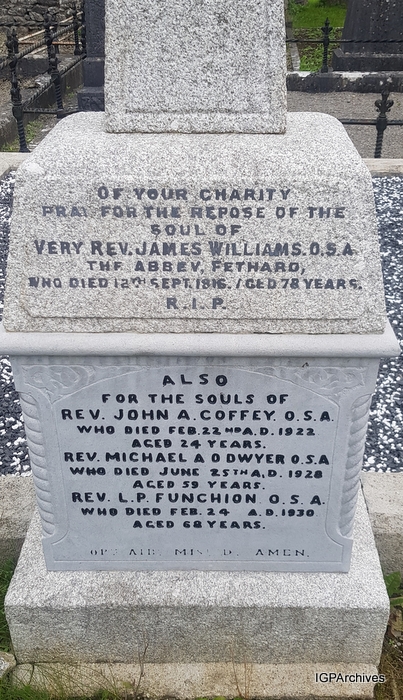 OF YOUR CHARITY
PRAY FOR THE REPOSE OF THE
SOUL OF
VERY REV. JAMES WILLIAMS. O.S.A.
THE ABBEY, FETHARD,
WHO DIED 12TH SEPT. 1916. AGED 78 YEARS.
R.I.P.
ALSO
FOR THE SOULS OF
REV. JOHN A. COFFEY. O.S.A.
WHO DIED FEB. 22ND A.D. 1922
AGED 24 YEARS.
REV. MICHAEL A O DWYER O.S.A
WHO DIED JUNE 25TH A.D. 1928
AGED 59 YEARS.
REV. L.P. FUNCHION O.S.A.
WHO DIED FEB. 24 A.D. 1930
AGED 68 YEARS.
AMEN.
IGPArchives